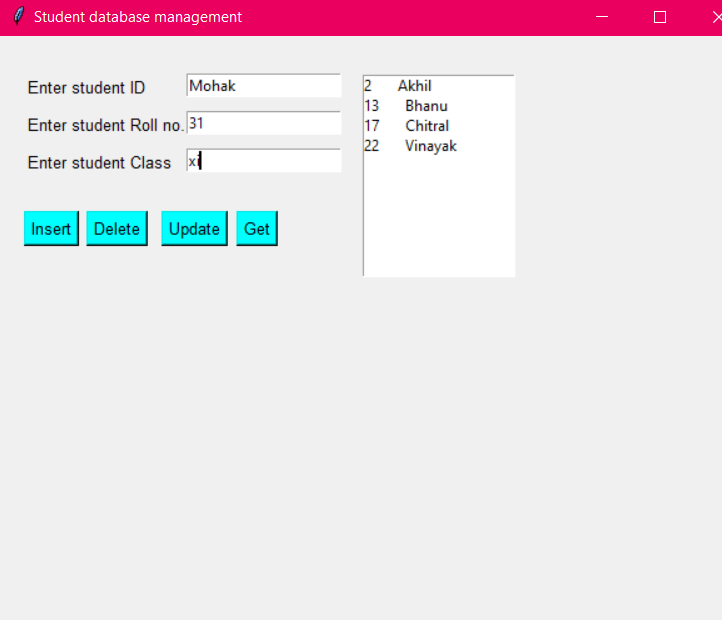 Student database management
Enter student ID Mohak
Enter student Roll no. 31
Enter student Class xi
Insert Delete Update Get
2 Akhil
13 Bhanu
17 Chitral
22 Vinayak